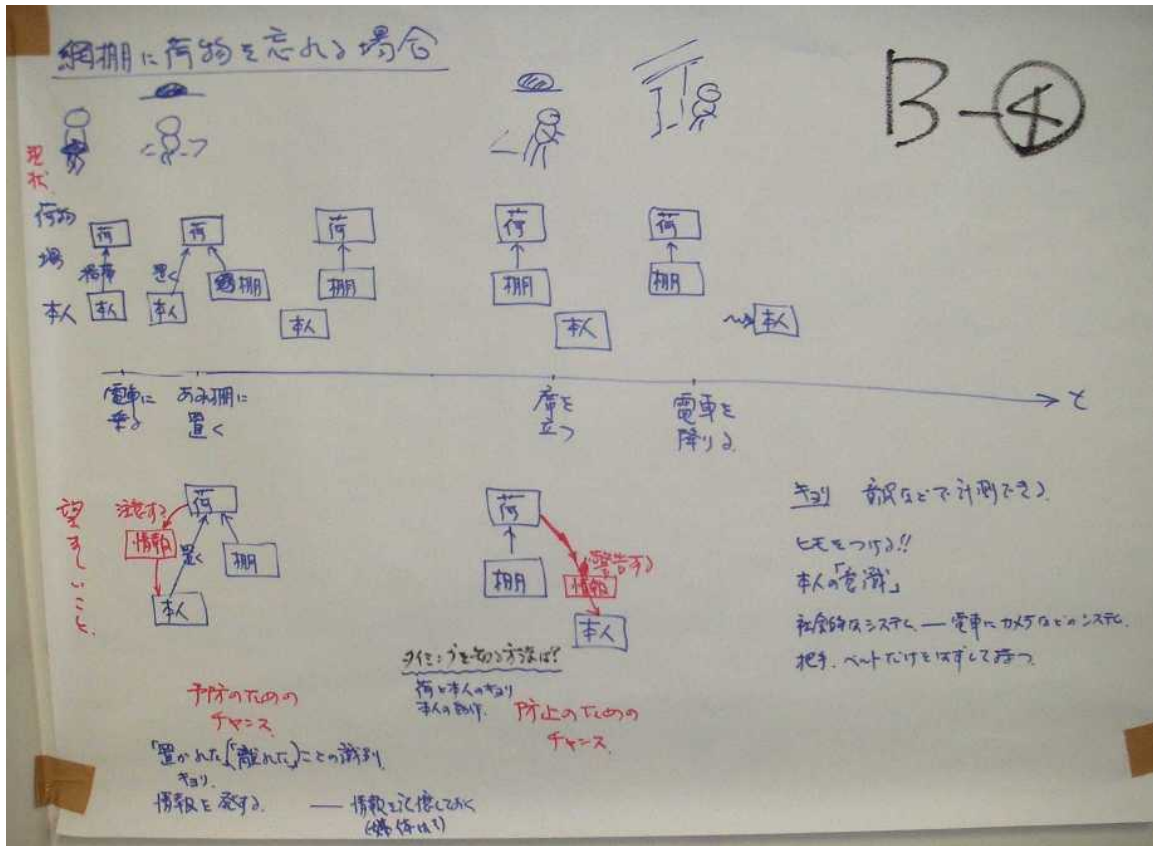 網棚に荷物を忘れる場合
B-④
現状
荷物
場
本人
荷
本人
荷
置く
棚
本人
荷
棚
本人
荷
棚
本人
荷
棚
本人
電車に
乗る
あみ棚に
置く
席を
立つ
電車を
降りる
t
望ましいこと
荷
注意する
情報
置く
棚
本人
荷
警告する
棚
情報
本人
タイミングを知る方法は?
荷と本人のキョリ
本人の動作
予防のための
チャンス
防止のための
チャンス
「置かれた」「離れた」ことの識別
キョリ
情報を発する ― 情報を記憶しておく
(媒体は?)
キョリ などで計測できる
ヒモをつける!!
本人の「意識」
社会的なシステム ― 電車にカメラなどのシステム
把手、ベルトだけをはずして持つ